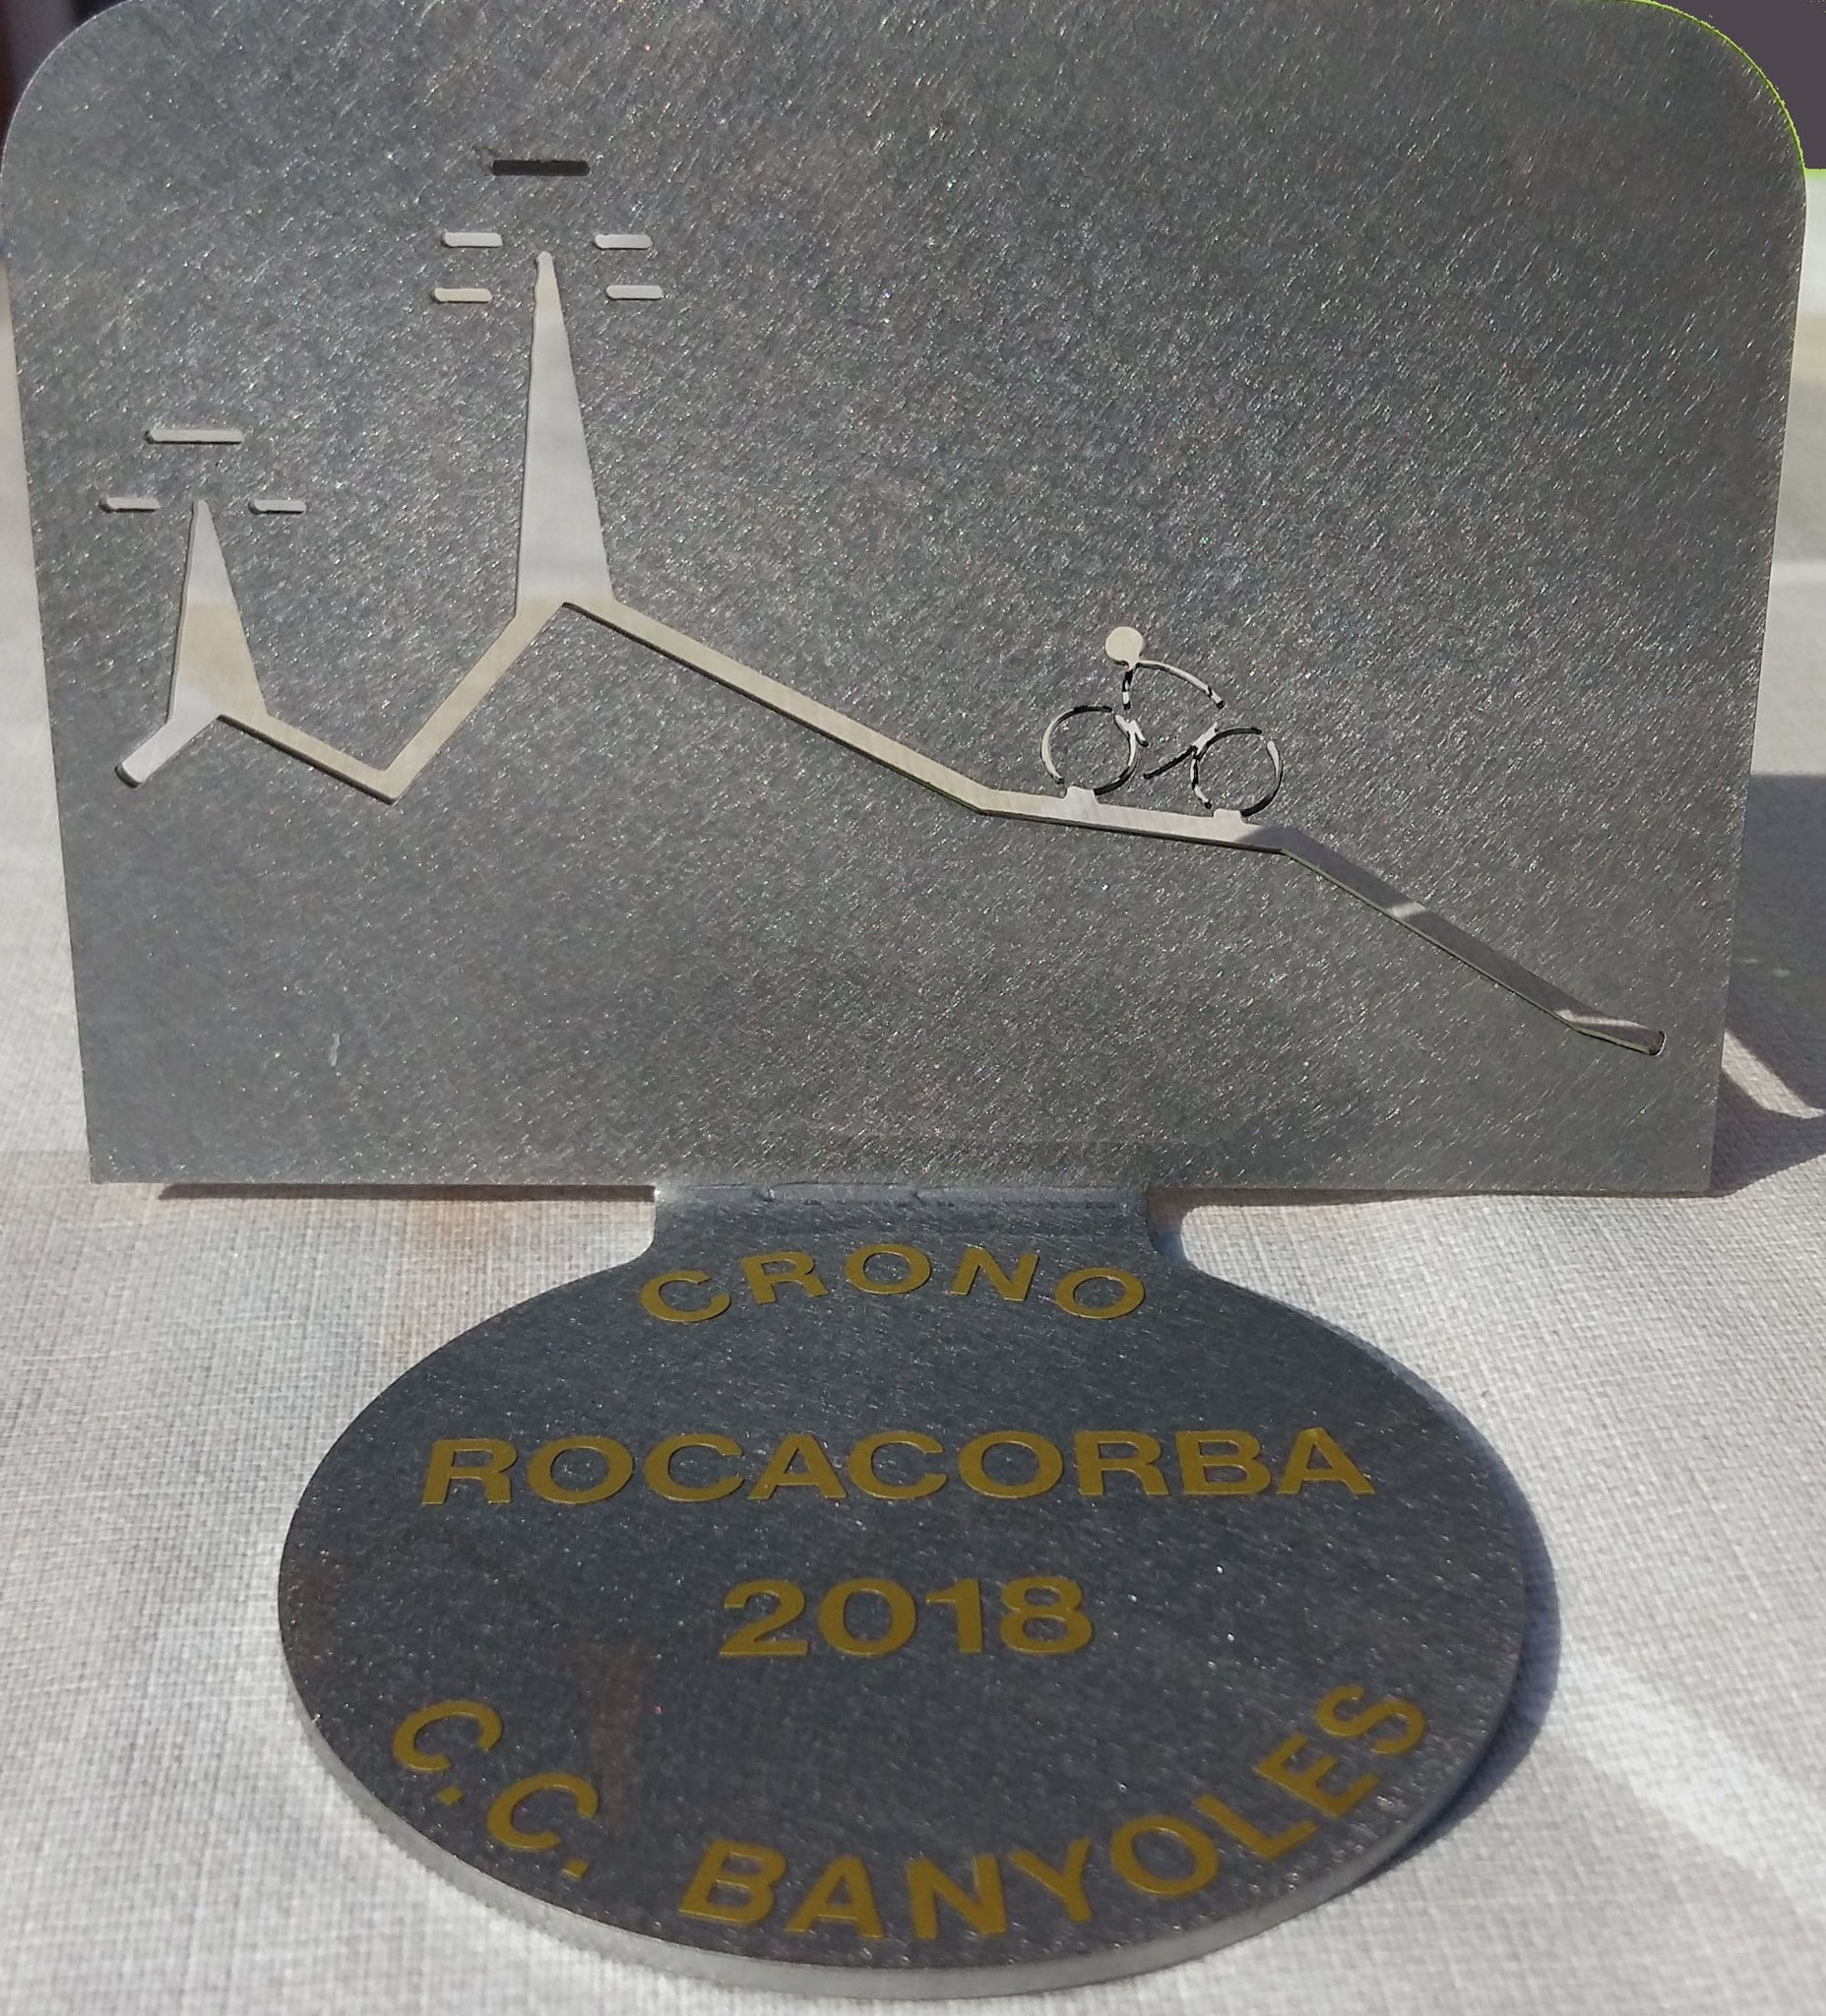 CRONO
ROCACORBA
2018
C.C. BANYOLES